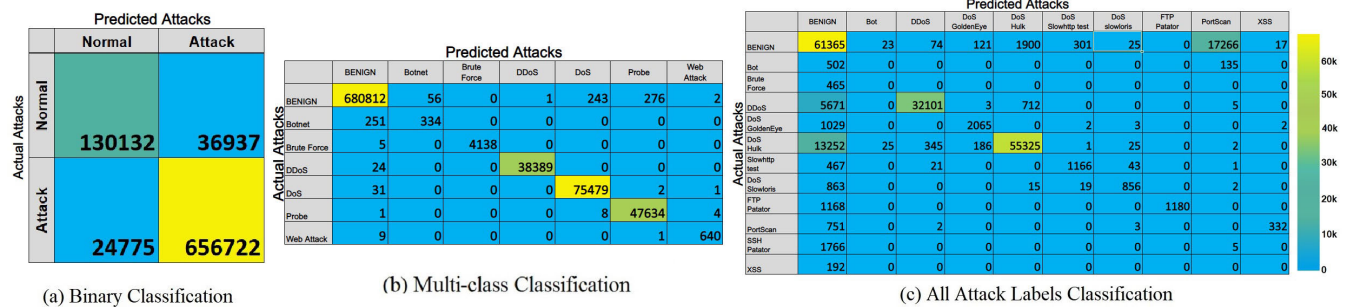 Predicted Attacks
Normal Attack
Actual Attacks
Normal 130132 36937
Attack 24775 656722
(a) Binary Classification
Predicted Attacks
BENIGN Botnet Brute Force DDoS DoS Probe Web Attack
Actual Attacks
BENIGN 680812 56 0 1 243 276 2
Botnet 251 334 0 0 0 0 0
Brute Force 5 0 4138 0 0 0 0
DDoS 24 0 0 38389 0 0 0
DoS 31 0 0 0 75479 2 1
Probe 1 0 0 0 8 47634 4
Web Attack 9 0 0 0 0 1 640
(b) Multi-class Classification
Predicted Attacks
BENIGN Bot DDoS DoS GoldenEye DoS Hulk DoS Slowhttp test DoS slowloris FTP Patator PortScan XSS
Actual Attacks
BENIGN 61365 23 74 121 1900 301 25 0 17266 17
Bot 502 0 0 0 0 0 0 0 135 0
Brute Force 465 0 0 0 0 0 0 0 0 0
DDoS 5671 0 32101 3 712 0 0 0 5 0
DoS GoldenEye 1029 0 0 2065 0 2 3 0 0 2
DoS Hulk 13252 25 345 186 55325 1 25 0 2 0
Slowhttp test 467 0 21 0 0 1166 43 0 1 0
DoS Slowloris 863 0 0 0 15 19 856 0 2 0
FTP Patator 1168 0 0 0 0 0 0 1180 0 0
PortScan 751 0 2 0 0 0 3 0 0 332
SSH Patator 1766 0 0 0 0 0 0 0 5 0
XSS 192 0 0 0 0 0 0 0 0 0
60k
50k
40k
30k
20k
10k
0
(c) All Attack Labels Classification